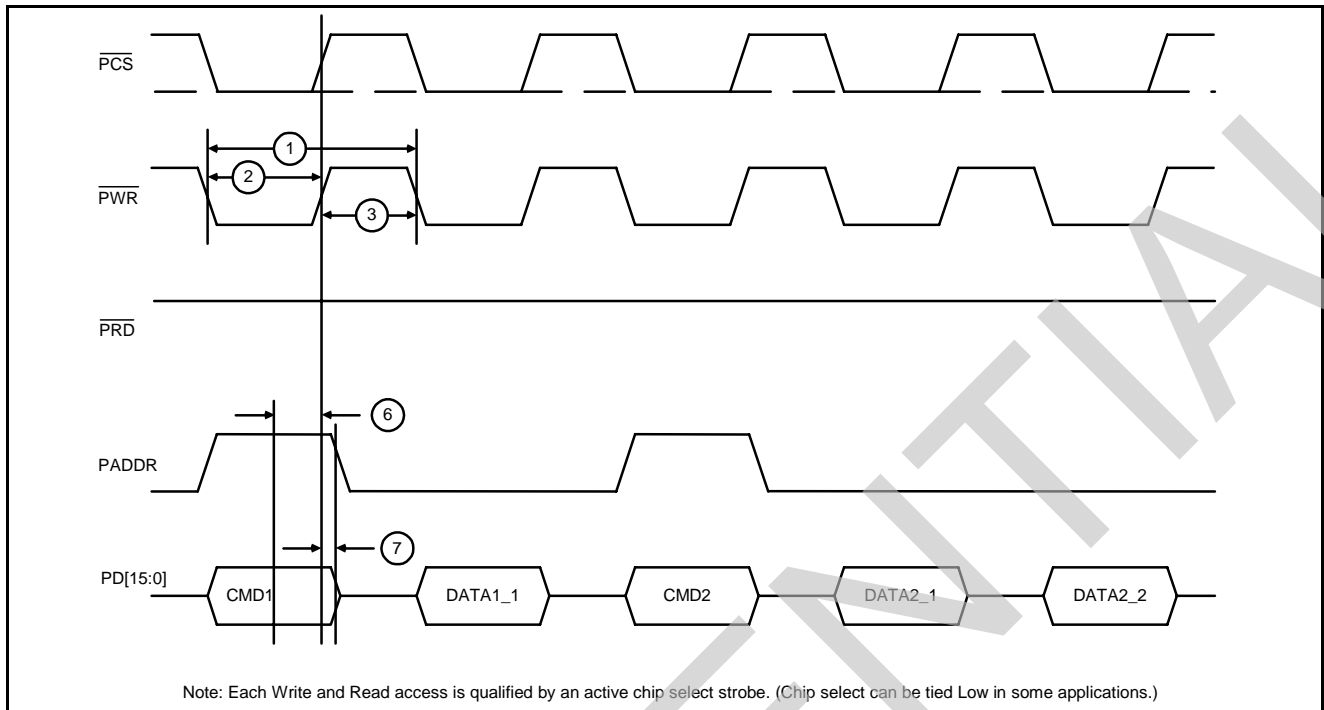 PCS
1
2
PWR
3
PRD
6
PADDR
7
PD[15:0]
CMD1
DATA1_1
CMD2
DATA2_1
DATA2_2
Note: Each Write and Read access is qualified by an active chip select strobe. (Chip select can be tied Low in some applications.)
ENTIAL